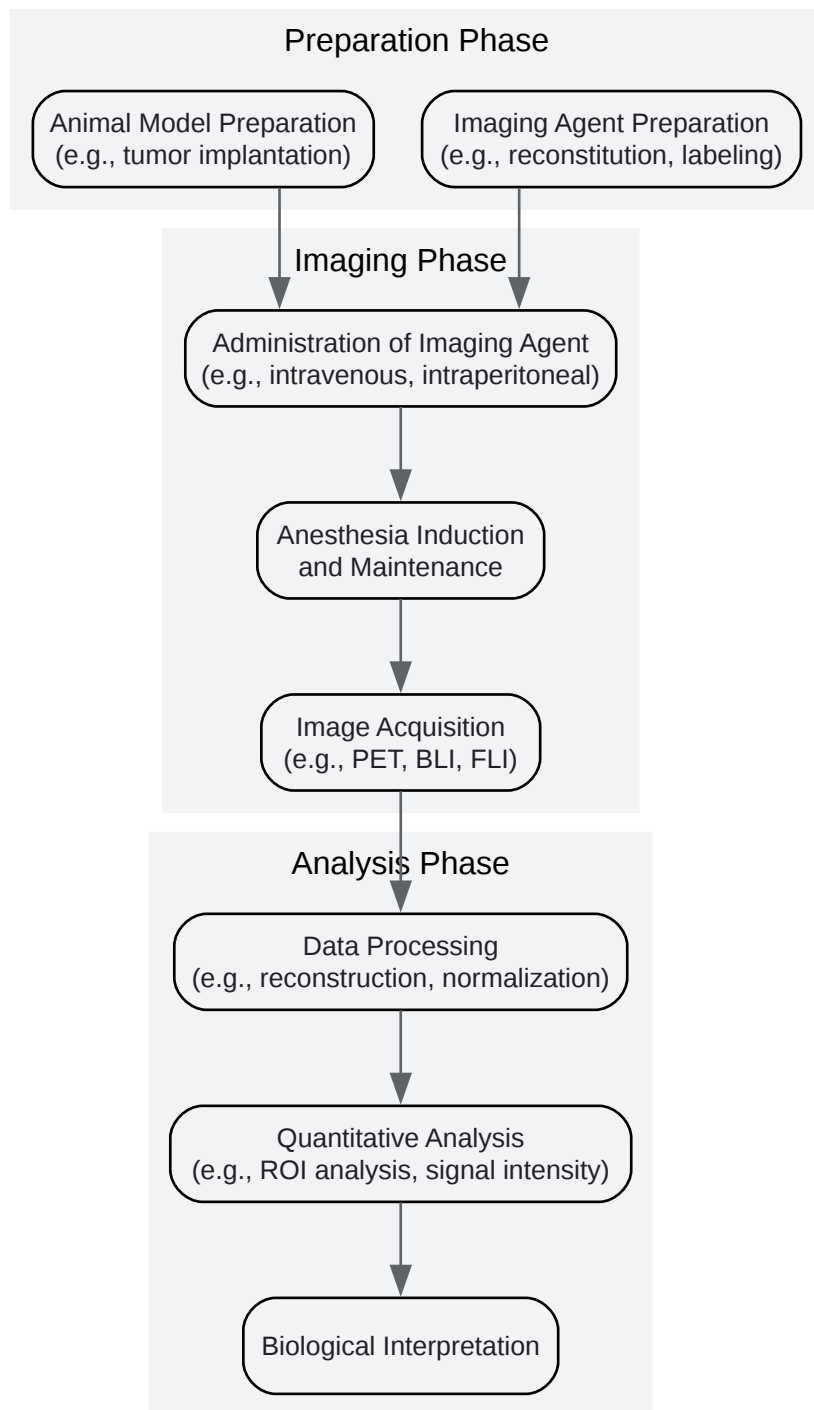 Preparation Phase
Animal Model Preparation
(e.g., tumor implantation)
Imaging Agent Preparation
(e.g., reconstitution, labeling)
Imaging Phase
Administration of Imaging Agent
(e.g., intravenous, intraperitoneal)
Anesthesia Induction
and Maintenance
Image Acquisition
(e.g., PET, BLI, FLI)
Analysis Phase
Data Processing
(e.g., reconstruction, normalization)
Quantitative Analysis
(e.g., ROI analysis, signal intensity)
Biological Interpretation